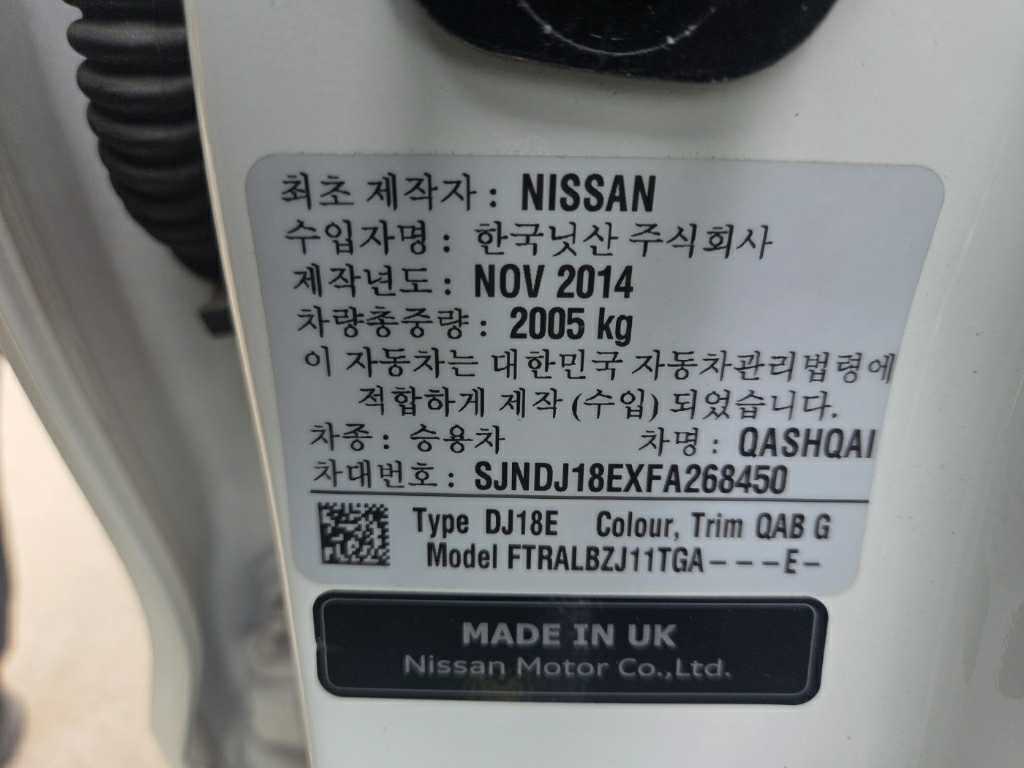 최초 제작자 : NISSAN
수입자명 : 한국닛산 주식회사
제작년도 : NOV 2014
차량총중량 : 2005 kg
이 자동차는 대한민국 자동차관리법령에
적합하게 제작 (수입) 되었습니다.
차종 : 승용차 차명 : QASHQAI
차대번호 : SJNDJ18EXFA268450
Type DJ18E Colour, Trim QAB G
Model FTRALBZJ11TGA---E-
MADE IN UK
Nissan Motor Co.,Ltd.